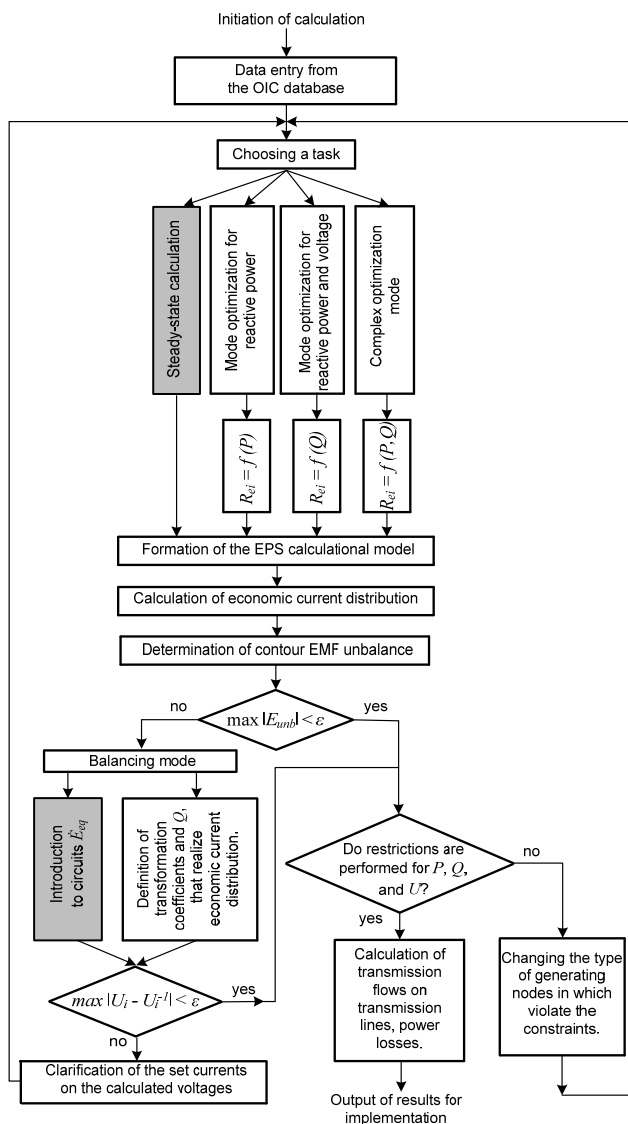 Initiation of calculation
Data entry from
the OIC database
Choosing a task
Steady-state calculation
Mode optimization for
reactive power
Mode optimization for
reactive power and voltage
Complex optimization
mode
R_ei = f (P)
R_ei = f (Q)
R_ei = f (P, Q)
Formation of the EPS calculational model
Calculation of economic current distribution
Determination of contour EMF unbalance
max |E_unb| < ε
no
yes
Balancing mode
Introduction
to circuits Ė_eq
Definition of
transformation
coefficients and Q,
that realize
economic current
distribution.
Do restrictions are
performed for P, Q,
and U?
no
yes
max |U_i - U_i^-1| < ε
yes
no
Calculation of
transmission
flows on
transmission
lines, power
losses.
Changing the type
of generating
nodes in which
violate the
constraints.
Clarification of the set currents
on the calculated voltages
Output of results for
implementation